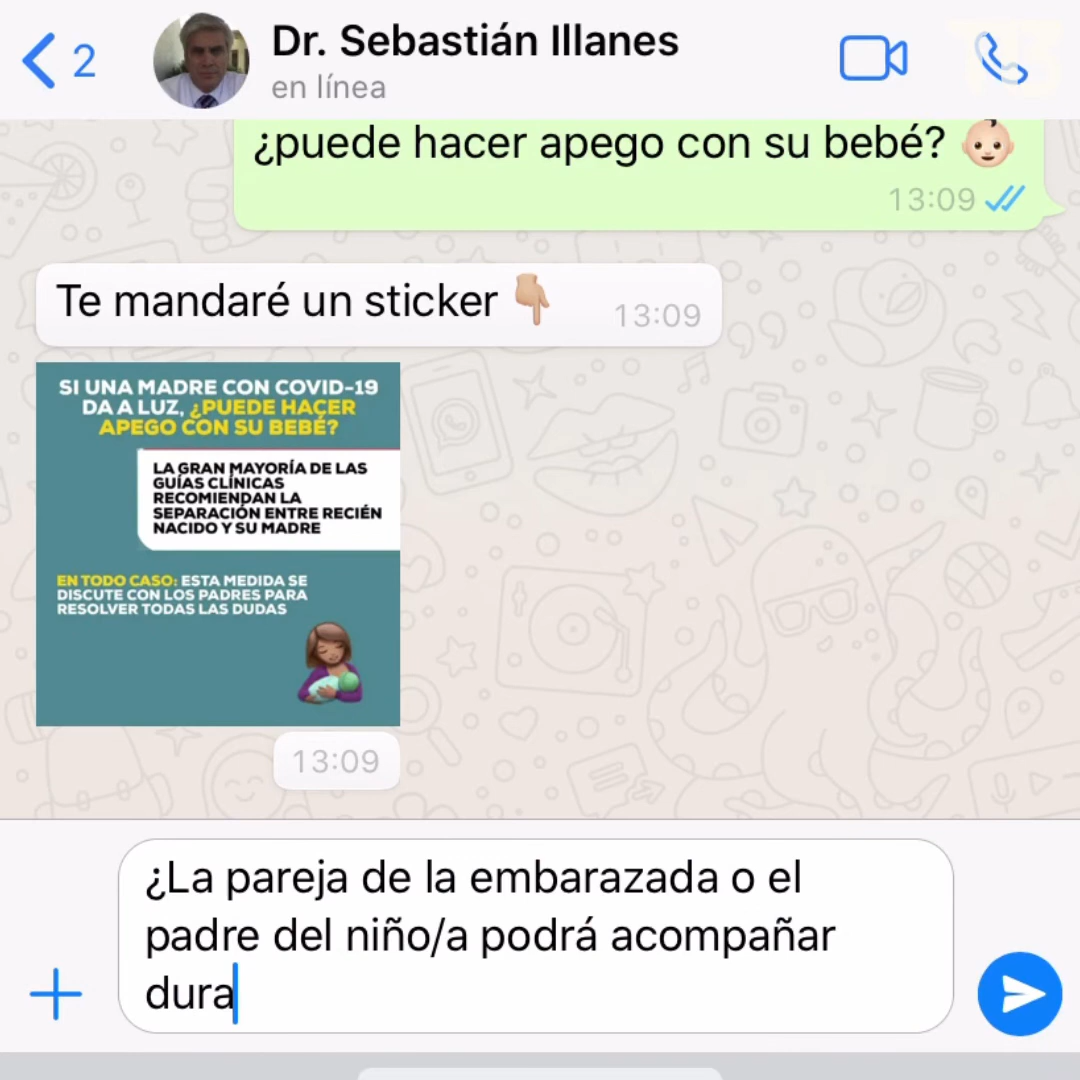 2
Dr. Sebastián Illanes
en línea
¿puede hacer apego con su bebé?
13:09
Te mandaré un sticker
13:09
SI UNA MADRE CON COVID-19
DA A LUZ, ¿PUEDE HACER
APEGO CON SU BEBÉ?
LA GRAN MAYORÍA DE LAS
GUÍAS CLÍNICAS
RECOMIENDAN LA
SEPARACIÓN ENTRE RECIÉN
NACIDO Y SU MADRE
EN TODO CASO: ESTA MEDIDA SE
DISCUTE CON LOS PADRES PARA
RESOLVER TODAS LAS DUDAS
13:09
¿La pareja de la embarazada o el
padre del niño/a podrá acompañar
dura